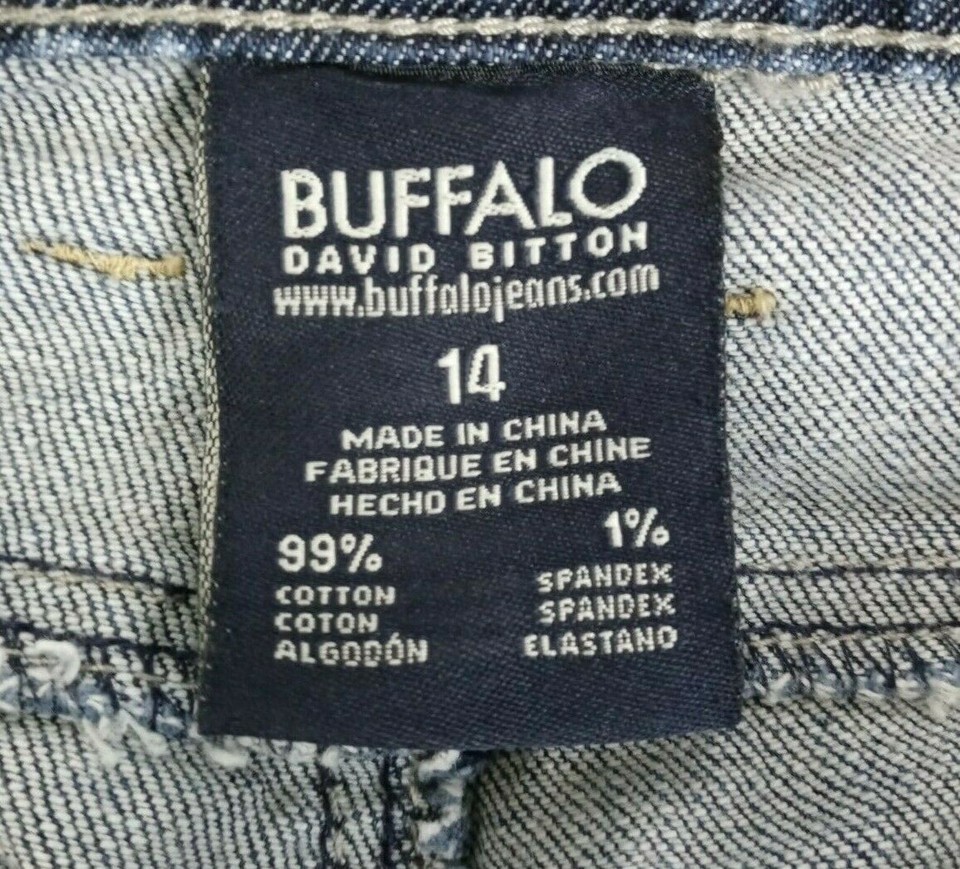 BUFFALO
DAVID BITTON
www.buffalojeans.com
14
MADE IN CHINA
FABRIQUE EN CHINE
HECHO EN CHINA
99% 1%
COTTON SPANDEX
COTON SPANDEX
ALGODÓN ELASTANO